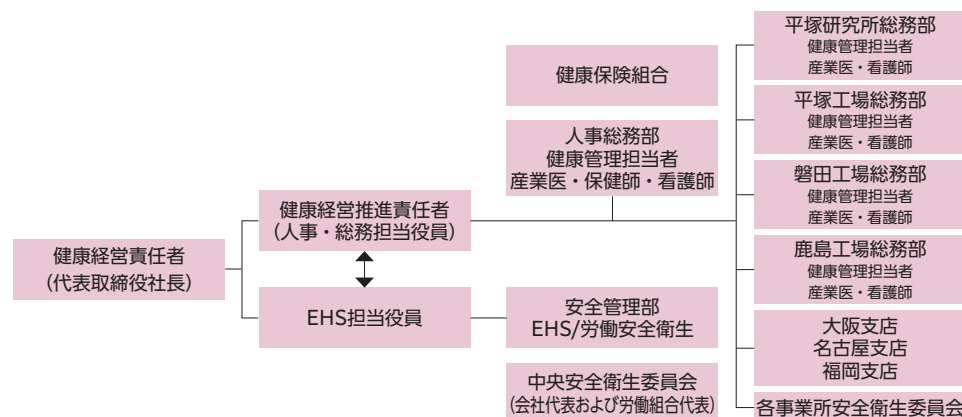 健康経営責任者
(代表取締役社長)
健康経営推進責任者
(人事・総務担当役員)
EHS担当役員
健康保険組合
人事総務部
健康管理担当者
産業医・保健師・看護師
安全管理部
EHS/労働安全衛生
中央安全衛生委員会
(会社代表および労働組合代表)
平塚研究所総務部
健康管理担当者
産業医・看護師
平塚工場総務部
健康管理担当者
産業医・看護師
磐田工場総務部
健康管理担当者
産業医・看護師
鹿島工場総務部
健康管理担当者
産業医・看護師
大阪支店
名古屋支店
福岡支店
各事業所安全衛生委員会